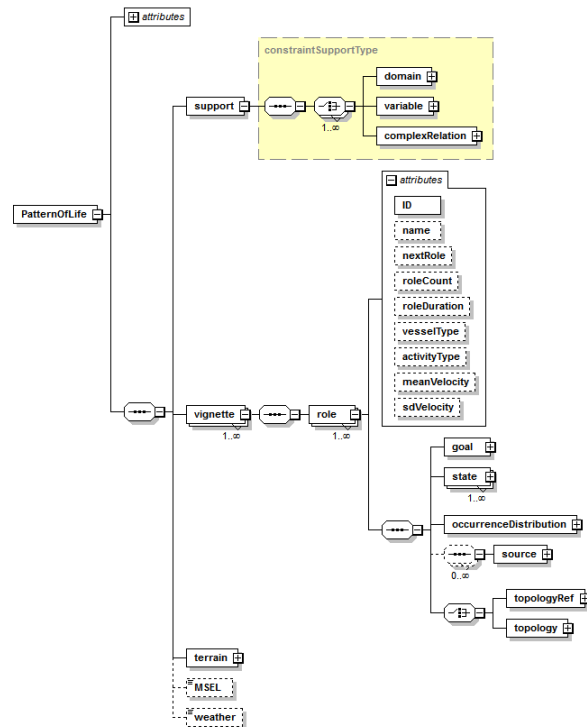 attributes
constraintSupportType
domain
support
variable
1..∞
complexRelation
attributes
ID
PatternOfLife
name
nextRole
roleCount
roleDuration
vesselType
activityType
meanVelocity
sdVelocity
vignette
role
1..∞
1..∞
goal
state
1..∞
occurrenceDistribution
source
0..∞
topologyRef
topology
terrain
MSEL
weather